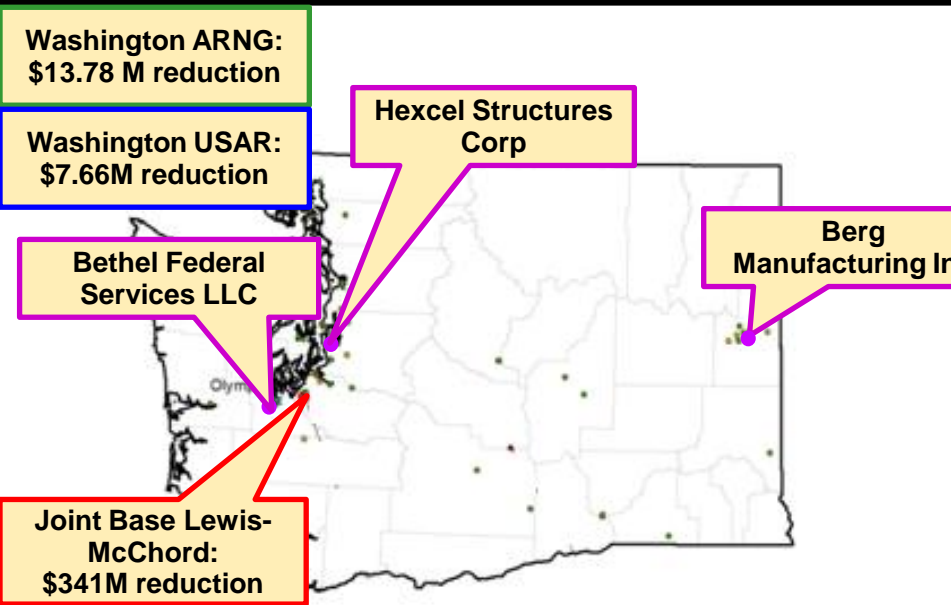 Washington ARNG:
$13.78 M reduction
Washington USAR:
$7.66M reduction
Hexcel Structures
Corp
Bethel Federal
Services LLC
Berg
Manufacturing In
Olym
Joint Base Lewis-
McChord:
$341M reduction